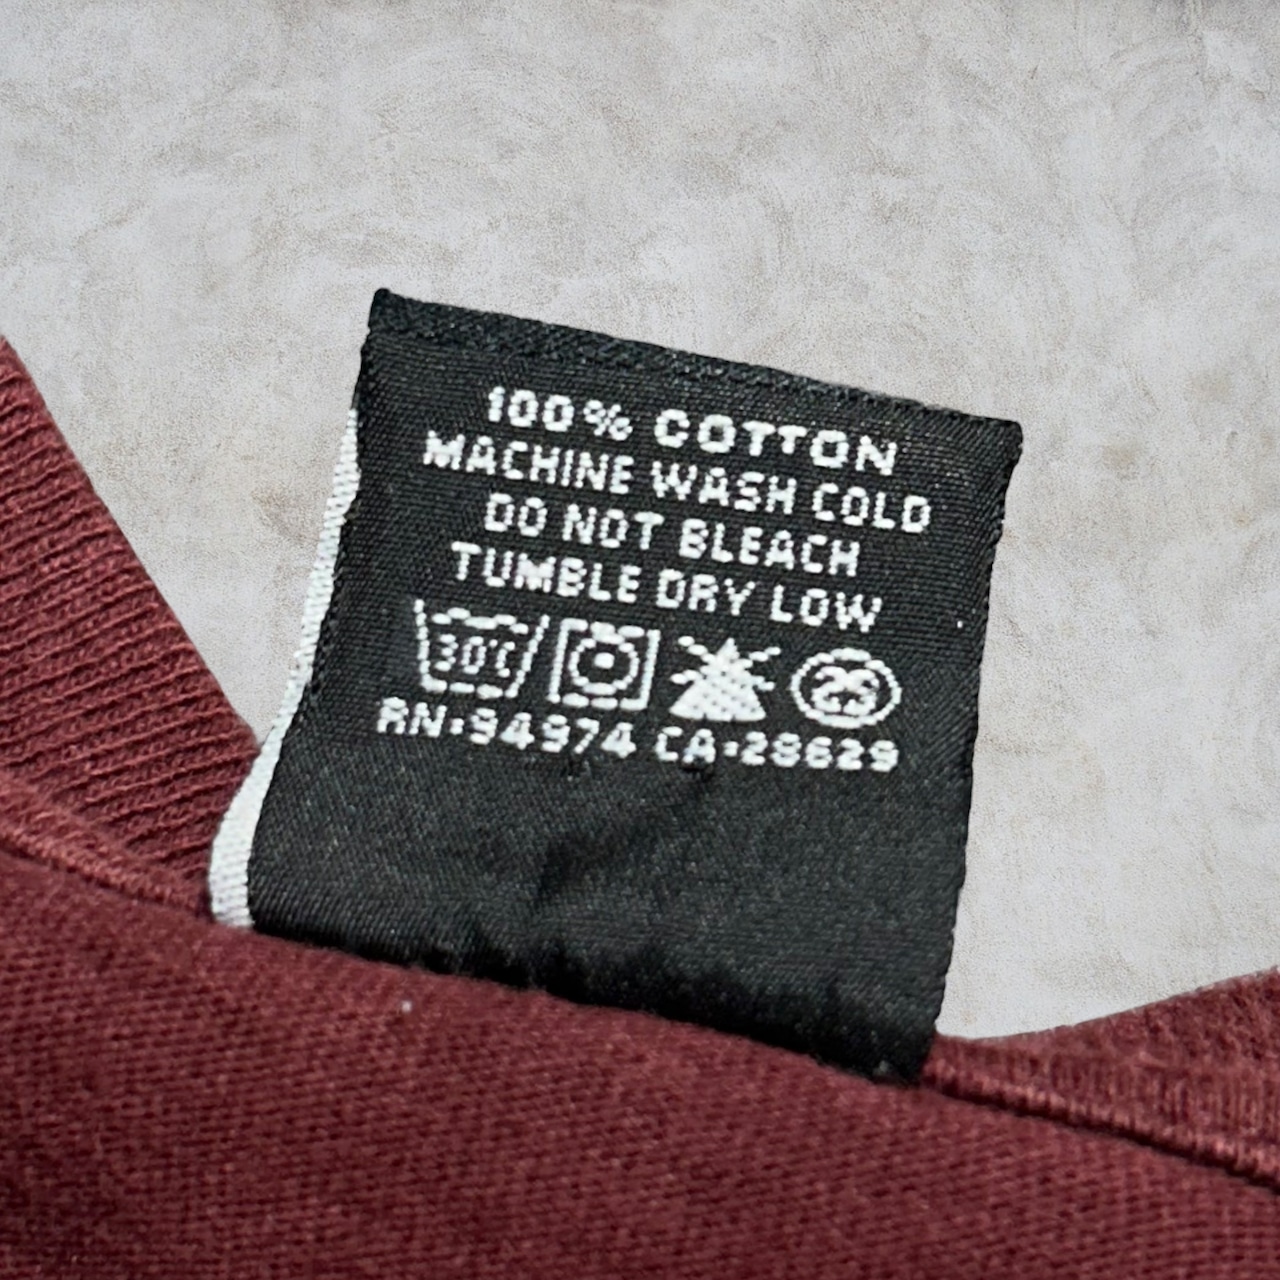 100% COTTON
MACHINE WASH COLD
DO NOT BLEACH
TUMBLE DRY LOW
30°C
RN:94974 CA:28629